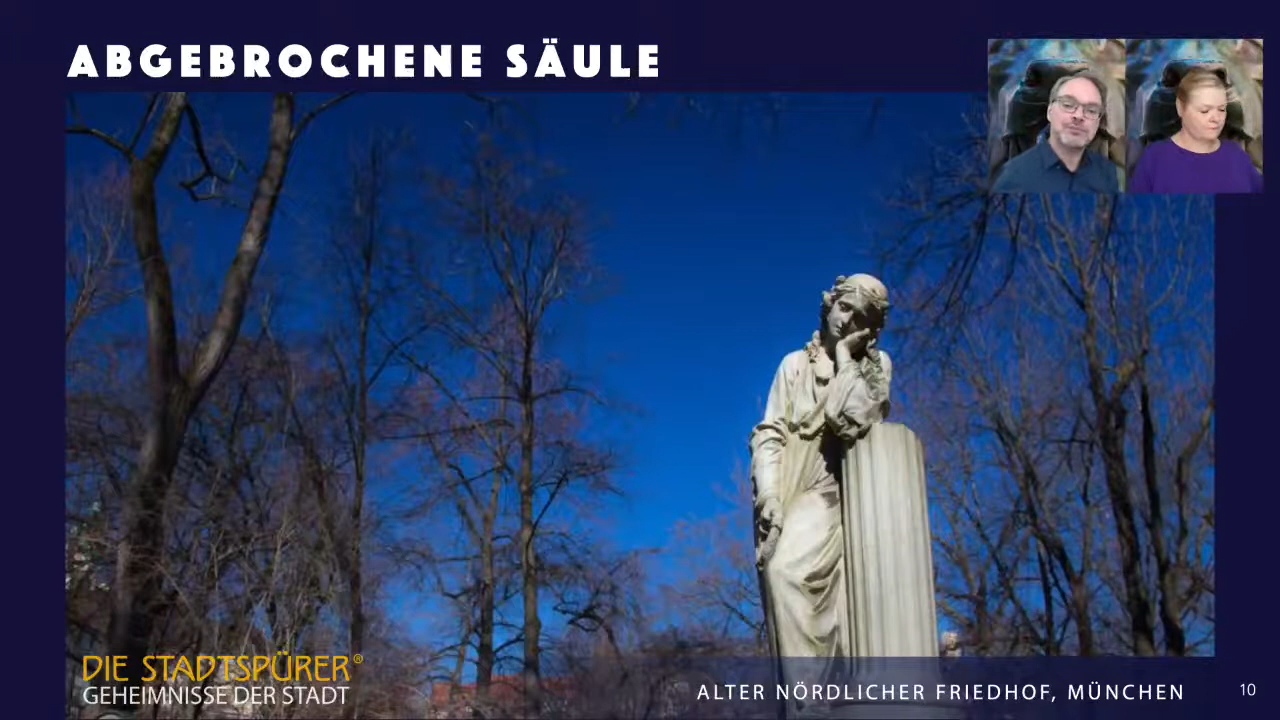 ABGEBROCHENE SÄULE
DIE STADTSPÜRER®
GEHEIMNISSE DER STADT
ALTER NÖRDLICHER FRIEDHOF, MÜNCHEN
10